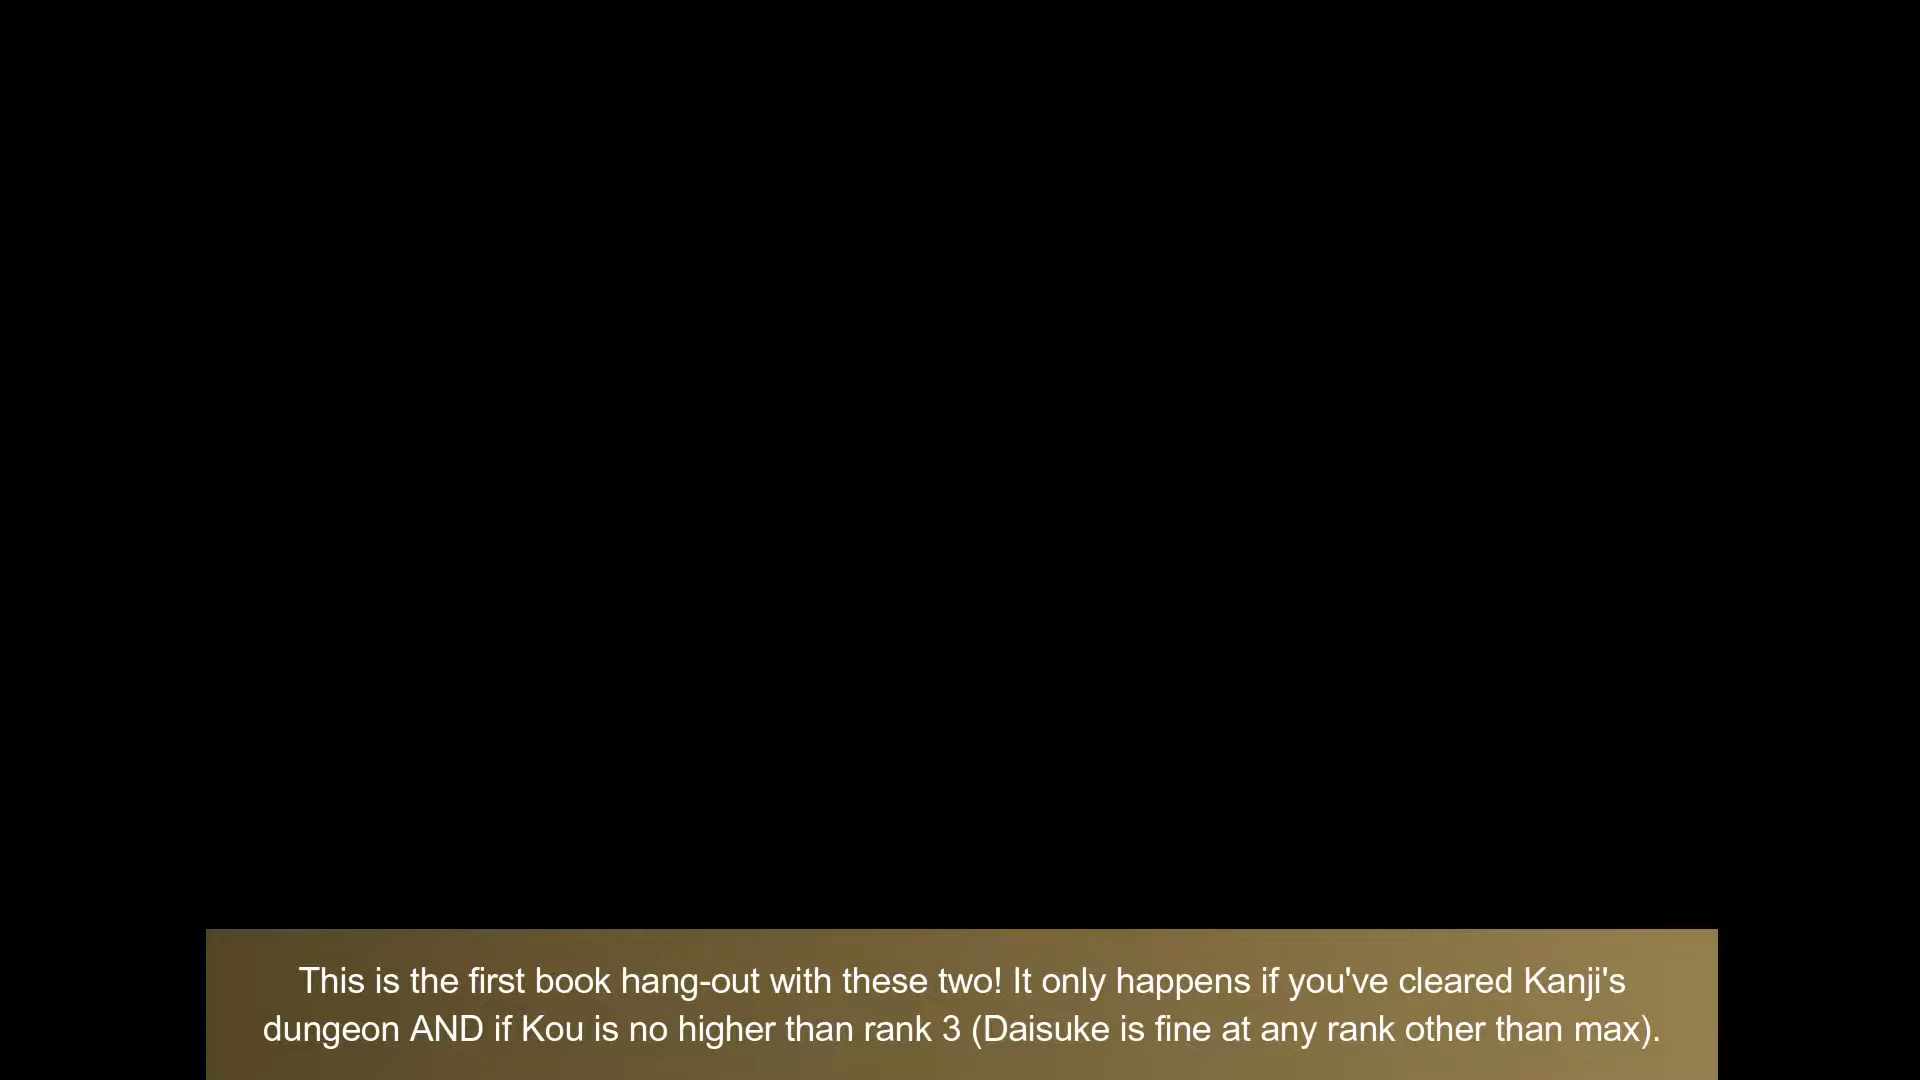 This is the first book hang-out with these two! It only happens if you've cleared Kanji's
dungeon AND if Kou is no higher than rank 3 (Daisuke is fine at any rank other than max).